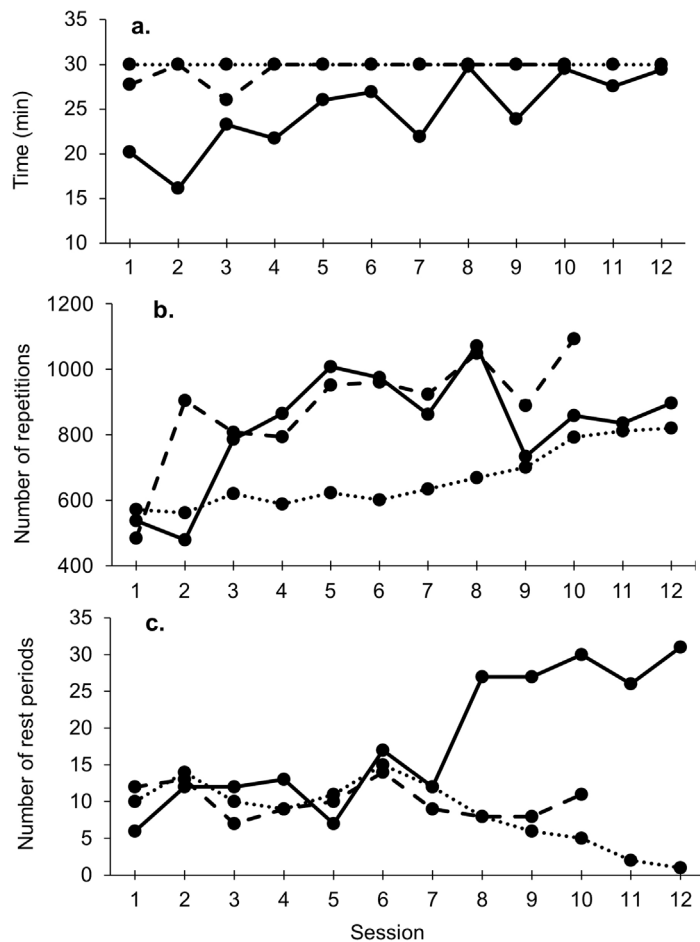 a.
35
30
25
20
15
10
Time (min)
1 2 3 4 5 6 7 8 9 10 11 12
b.
1200
1000
800
600
400
Number of repetitions
1 2 3 4 5 6 7 8 9 10 11 12
c.
35
30
25
20
15
10
5
0
Number of rest periods
1 2 3 4 5 6 7 8 9 10 11 12
Session